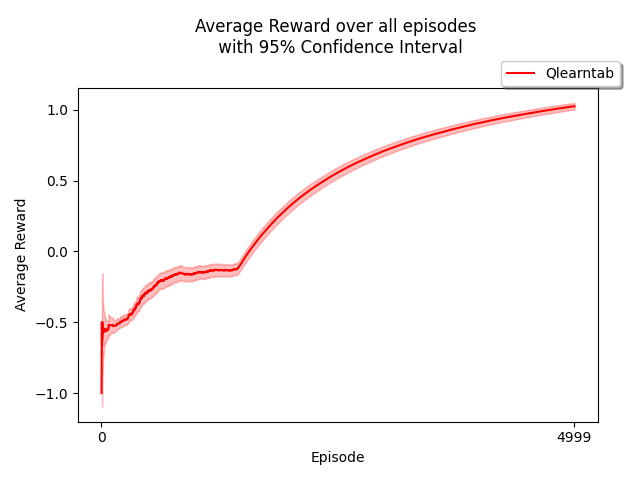 Average Reward over all episodes
with 95% Confidence Interval
Qlearntab
1.0
0.5
0.0
−0.5
−1.0
Average Reward
0
4999
Episode